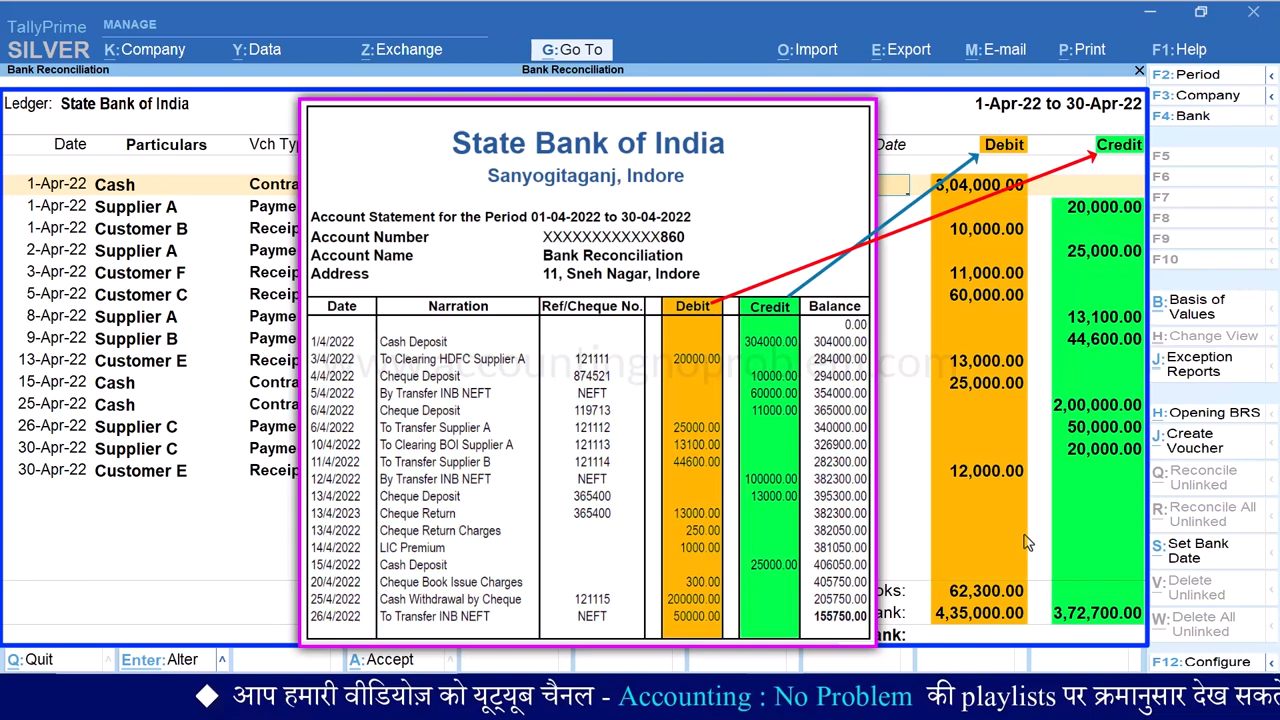 TallyPrime MANAGE
SILVER K:Company Y:Data Z:Exchange G:Go To O:Import E:Export M:E-mail P:Print F1:Help
Bank Reconciliation Bank Reconciliation
Ledger: State Bank of India 1-Apr-22 to 30-Apr-22
Date Particulars Vch Typ Date Debit Credit
1-Apr-22 Cash Contra 3,04,000.00
1-Apr-22 Supplier A Payme 20,000.00
1-Apr-22 Customer B Receip 10,000.00
2-Apr-22 Supplier A Payme 25,000.00
3-Apr-22 Customer F Receip 11,000.00
5-Apr-22 Customer C Receip 60,000.00
8-Apr-22 Supplier A Payme 13,100.00
9-Apr-22 Supplier B Payme 44,600.00
13-Apr-22 Customer E Receip 13,000.00
15-Apr-22 Cash Contra 25,000.00
25-Apr-22 Cash Contra 2,00,000.00
26-Apr-22 Supplier C Payme 50,000.00
30-Apr-22 Supplier C Payme 20,000.00
30-Apr-22 Customer E Receip 12,000.00
oks: 62,300.00
ank: 4,35,000.00 3,72,700.00
ank:
State Bank of India
Sanyogitaganj, Indore
Account Statement for the Period 01-04-2022 to 30-04-2022
Account Number XXXXXXXXXXXX860
Account Name Bank Reconciliation
Address 11, Sneh Nagar, Indore
Date Narration Ref/Cheque No. Debit Credit Balance
0.00
1/4/2022 Cash Deposit 304000.00 304000.00
3/4/2022 To Clearing HDFC Supplier A 121111 20000.00 284000.00
4/4/2022 Cheque Deposit 874521 10000.00 294000.00
5/4/2022 By Transfer INB NEFT NEFT 60000.00 354000.00
6/4/2022 Cheque Deposit 119713 11000.00 365000.00
6/4/2022 To Transfer Supplier A 121112 25000.00 340000.00
10/4/2022 To Clearing BOI Supplier A 121113 13100.00 326900.00
11/4/2022 To Transfer Supplier B 121114 44600.00 282300.00
12/4/2022 By Transfer INB NEFT NEFT 100000.00 382300.00
13/4/2022 Cheque Deposit 365400 13000.00 395300.00
13/4/2023 Cheque Return 365400 13000.00 382300.00
13/4/2022 Cheque Return Charges 250.00 382050.00
14/4/2022 LIC Premium 1000.00 381050.00
15/4/2022 Cash Deposit 25000.00 406050.00
20/4/2022 Cheque Book Issue Charges 300.00 405750.00
25/4/2022 Cash Withdrawal by Cheque 121115 200000.00 205750.00
26/4/2022 To Transfer INB NEFT NEFT 50000.00 155750.00
www.accountingnoproblem.com
F2: Period
F3: Company
F4: Bank
F5
F6
F7
F8
F9
F10
B: Basis of
Values
H: Change View
J: Exception
Reports
H: Opening BRS
J: Create
Voucher
Q: Reconcile
Unlinked
R: Reconcile All
Unlinked
S: Set Bank
Date
V: Delete
Unlinked
W: Delete All
Unlinked
F12: Configure
Q:Quit Enter:Alter A:Accept
आप हमारी वीडियोज़ को यूट्यूब चैनल - Accounting : No Problem की playlists पर क्रमानुसार देख सकते